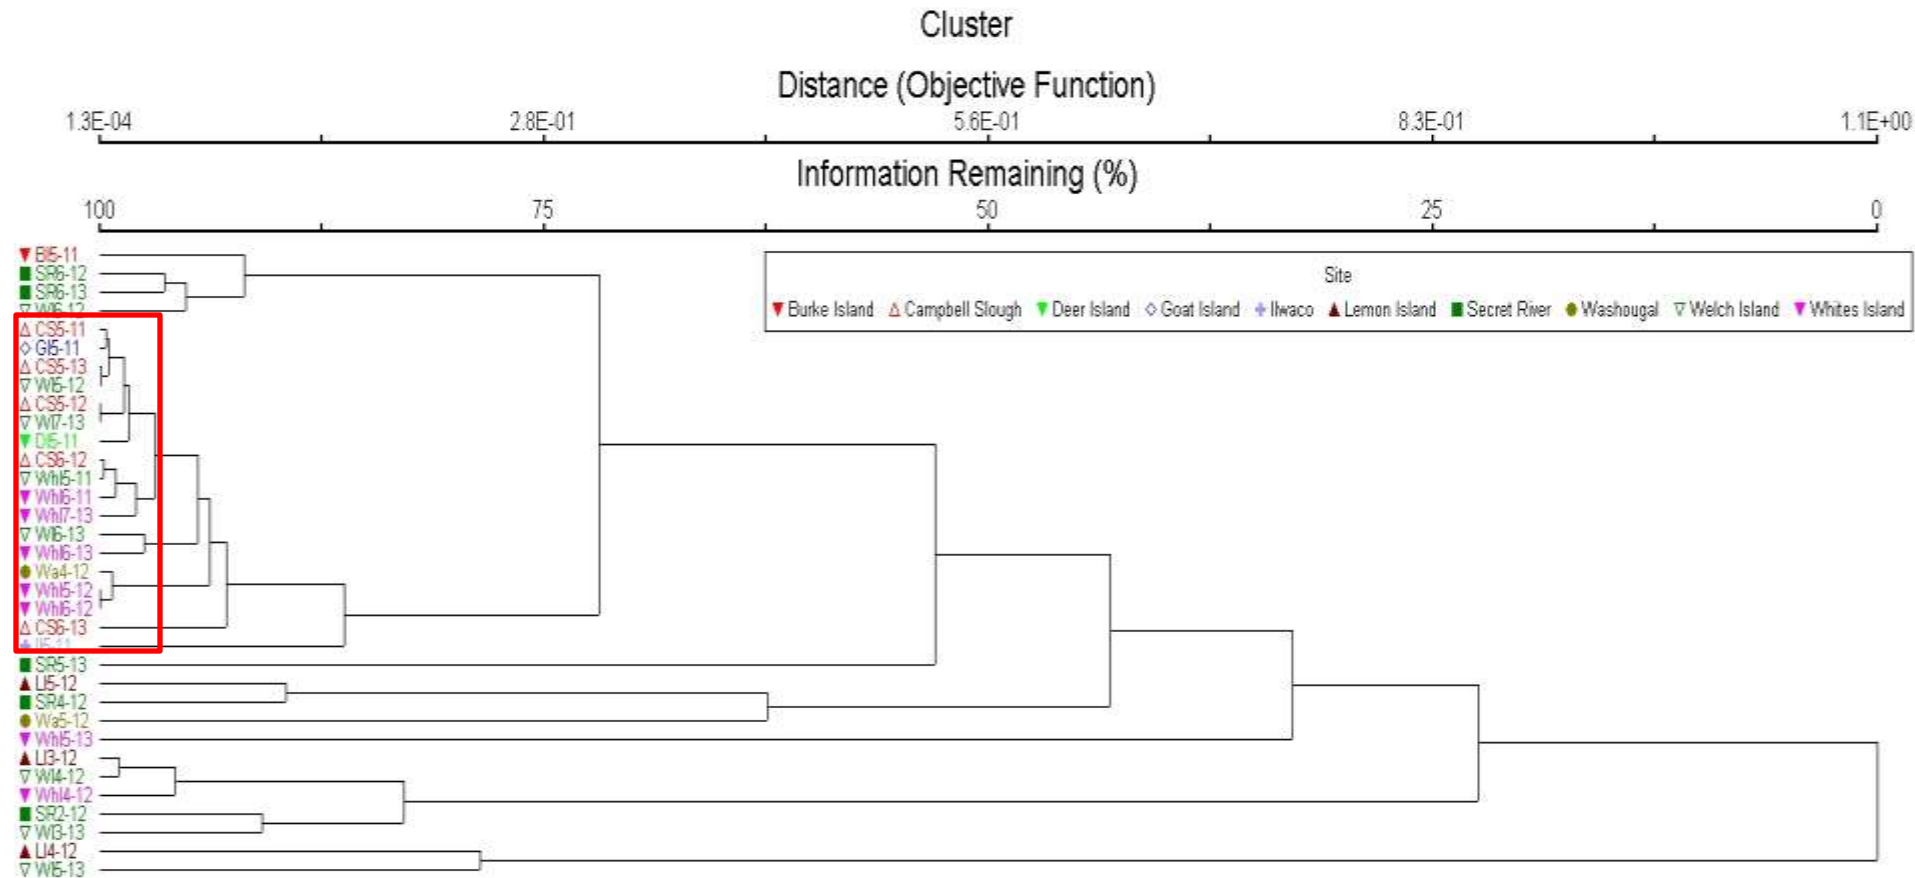 Cluster
Distance (Objective Function)
1.3E-04 2.8E-01 5.6E-01 8.3E-01 1.1E+00
Information Remaining (%)
100 75 50 25 0
BI5-11
SR6-12
SR6-13
WI6-12
CS5-11
GI5-11
CS5-13
WI5-12
CS5-12
WI7-13
DI5-11
CS6-12
WhI5-11
WhI6-11
WhI7-13
WI6-13
WhI6-13
Wa4-12
WhI5-12
WhI6-12
CS6-13
II5-11
SR5-13
LI5-12
SR4-12
Wa5-12
WhI5-13
LI3-12
WI4-12
WhI4-12
SR2-12
WI3-13
LI4-12
WI5-13
Site
Burke Island Campbell Slough Deer Island Goat Island Ilwaco Lemon Island Secret River Washougal Welch Island Whites Island